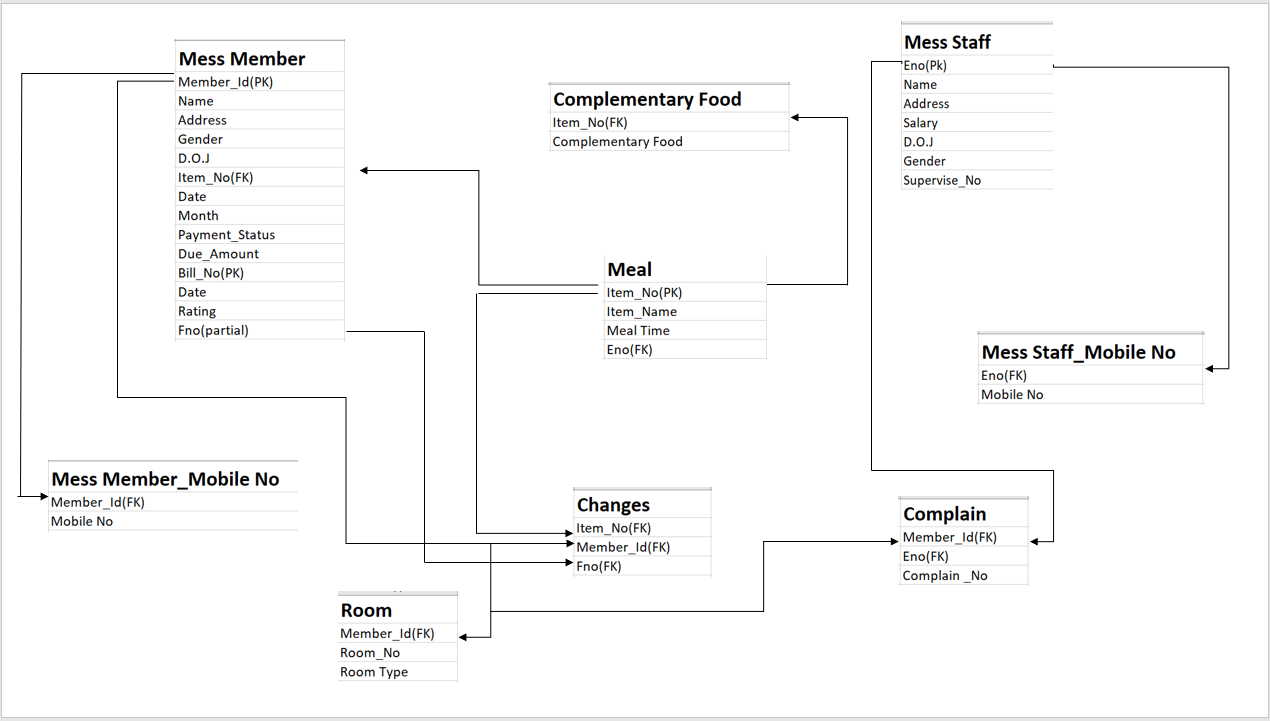 Mess Member
Member_Id(PK)
Name
Address
Gender
D.O.J
Item_No(FK)
Date
Month
Payment_Status
Due_Amount
Bill_No(PK)
Date
Rating
Fno(partial)
Complementary Food
Item_No(FK)
Complementary Food
Mess Staff
Eno(Pk)
Name
Address
Salary
D.O.J
Gender
Supervise_No
Meal
Item_No(PK)
Item_Name
Meal Time
Eno(FK)
Mess Staff_Mobile No
Eno(FK)
Mobile No
Mess Member_Mobile No
Member_Id(FK)
Mobile No
Changes
Item_No(FK)
Member_Id(FK)
Fno(FK)
Complain
Member_Id(FK)
Eno(FK)
Complain _No
Room
Member_Id(FK)
Room_No
Room Type